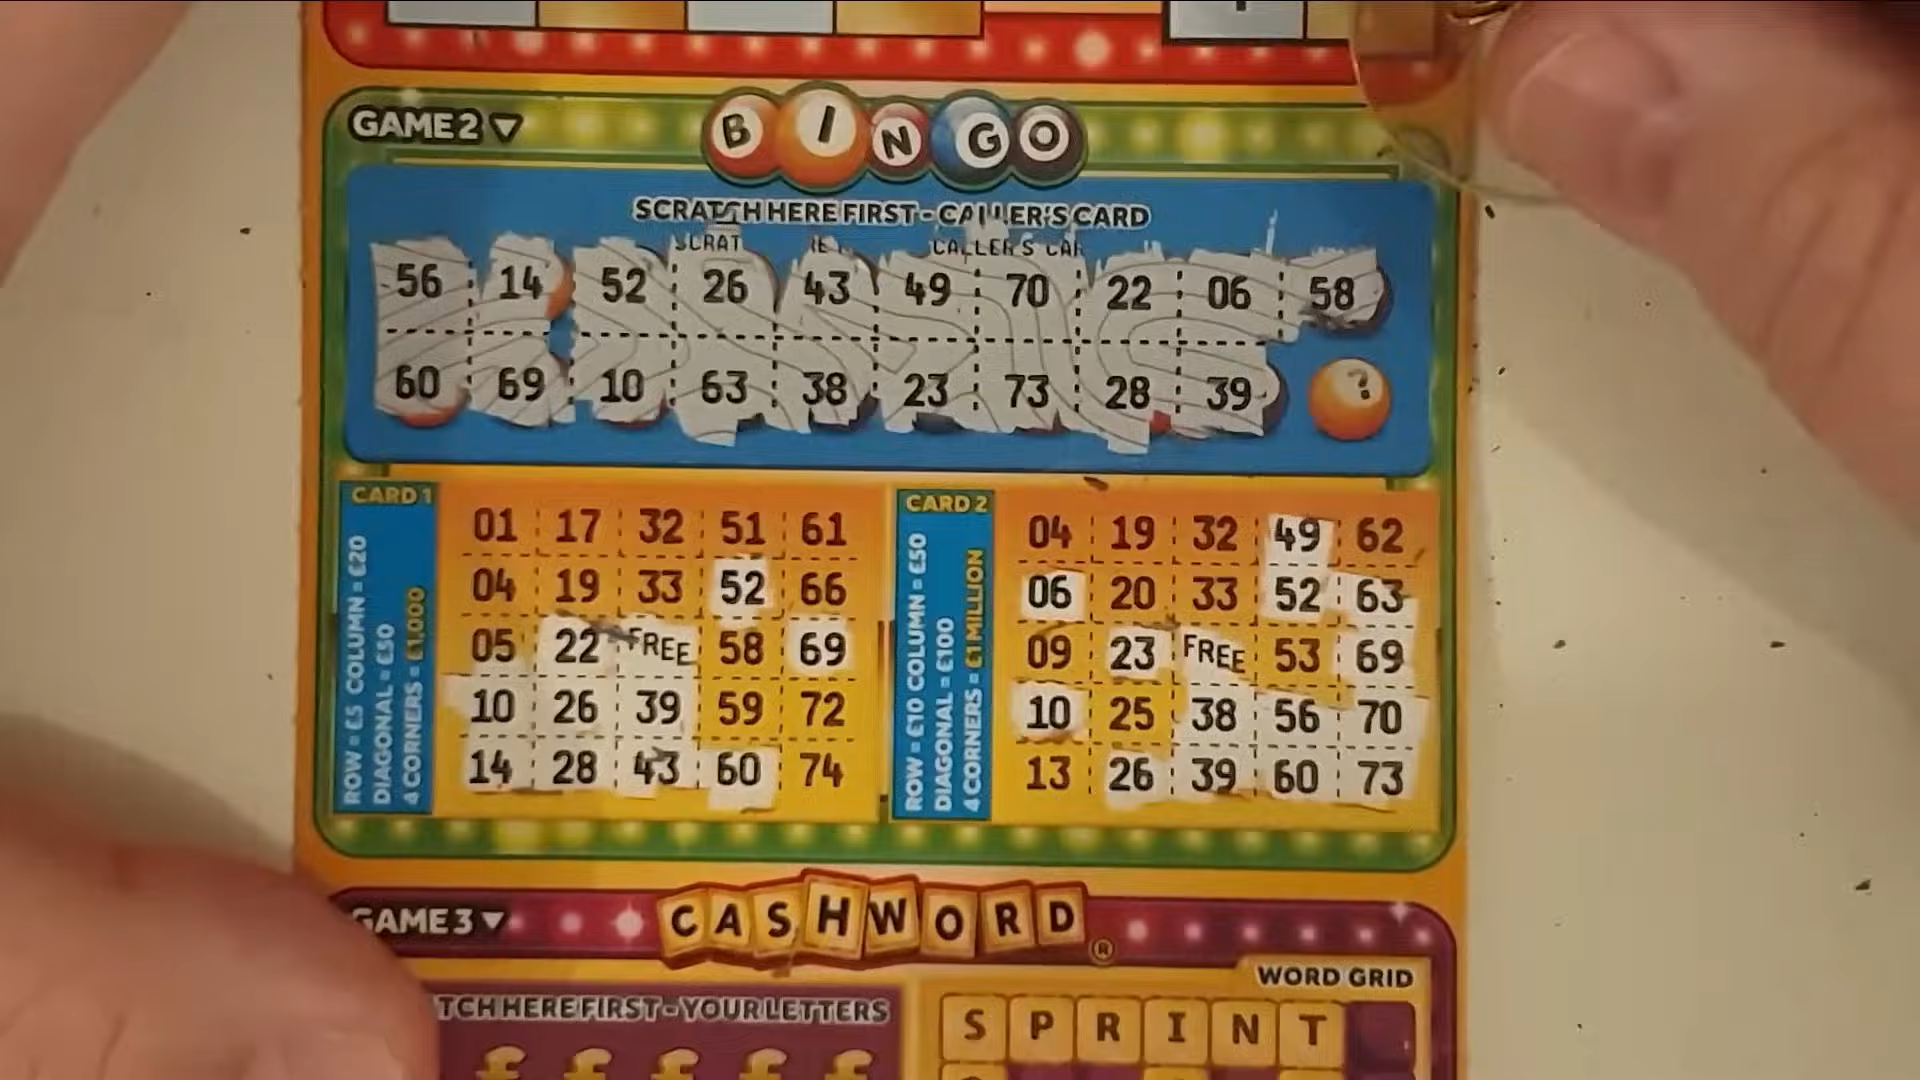 GAME 2
BINGO
SCRATCH HERE FIRST - CALLER'S CARD
56 14 52 26 43 49 70 22 06 58
60 69 10 63 38 23 73 28 39 ?
CARD 1
ROW = £5 COLUMN = £20
DIAGONAL = £50
4 CORNERS = £1,000
01 17 32 51 61
04 19 33 52 66
05 22 FREE 58 69
10 26 39 59 72
14 28 43 60 74
CARD 2
ROW = £10 COLUMN = £50
DIAGONAL = £100
4 CORNERS = £1 MILLION
04 19 32 49 62
06 20 33 52 63
09 23 FREE 53 69
10 25 38 56 70
13 26 39 60 73
GAME 3
CASHWORD®
WORD GRID
TCH HERE FIRST - YOUR LETTERS
£ £ £ £ £
SPRINT